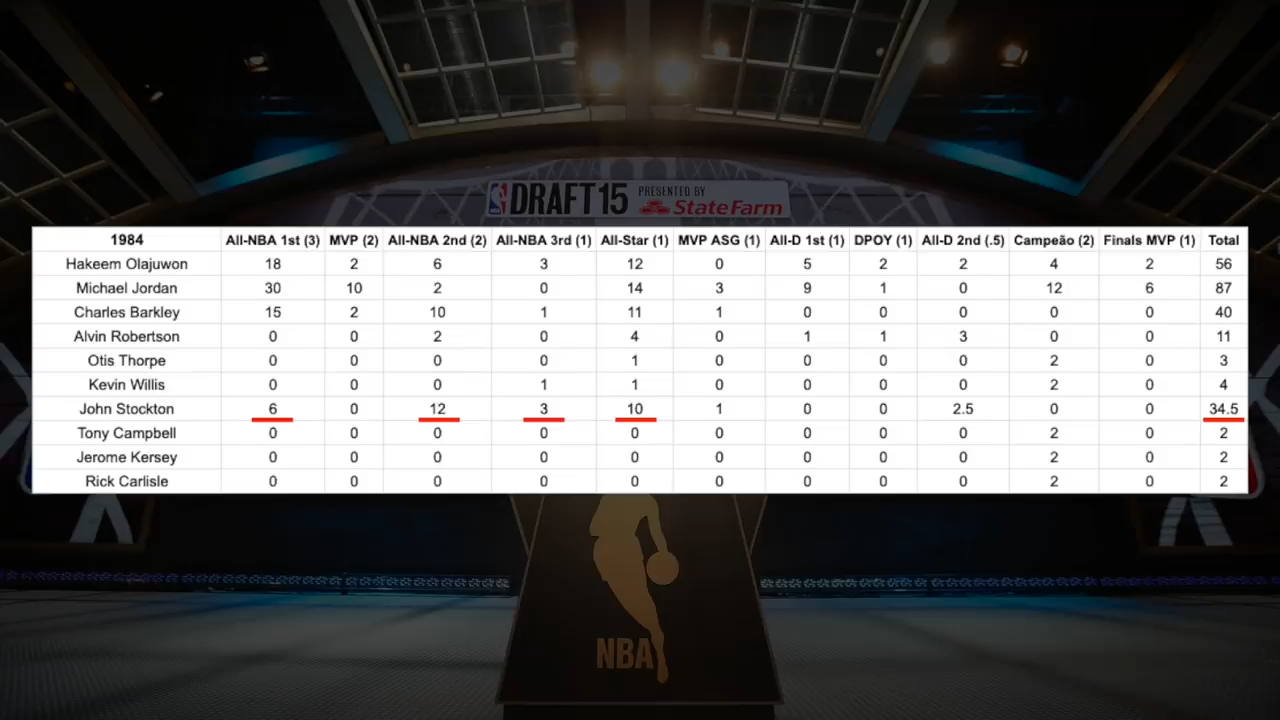 DRAFT15 PRESENTED BY StateFarm
1984 All-NBA 1st (3) MVP (2) All-NBA 2nd (2) All-NBA 3rd (1) All-Star (1) MVP ASG (1) All-D 1st (1) DPOY (1) All-D 2nd (.5) Campeão (2) Finals MVP (1) Total
Hakeem Olajuwon 18 2 6 3 12 0 5 2 2 4 2 56
Michael Jordan 30 10 2 0 14 3 9 1 0 12 6 87
Charles Barkley 15 2 10 1 11 1 0 0 0 0 0 40
Alvin Robertson 0 0 2 0 4 0 1 1 3 0 0 11
Otis Thorpe 0 0 0 0 1 0 0 0 0 2 0 3
Kevin Willis 0 0 0 1 1 0 0 0 0 2 0 4
John Stockton 6 0 12 3 10 1 0 0 2.5 0 0 34.5
Tony Campbell 0 0 0 0 0 0 0 0 0 2 0 2
Jerome Kersey 0 0 0 0 0 0 0 0 0 2 0 2
Rick Carlisle 0 0 0 0 0 0 0 0 0 2 0 2
NBA